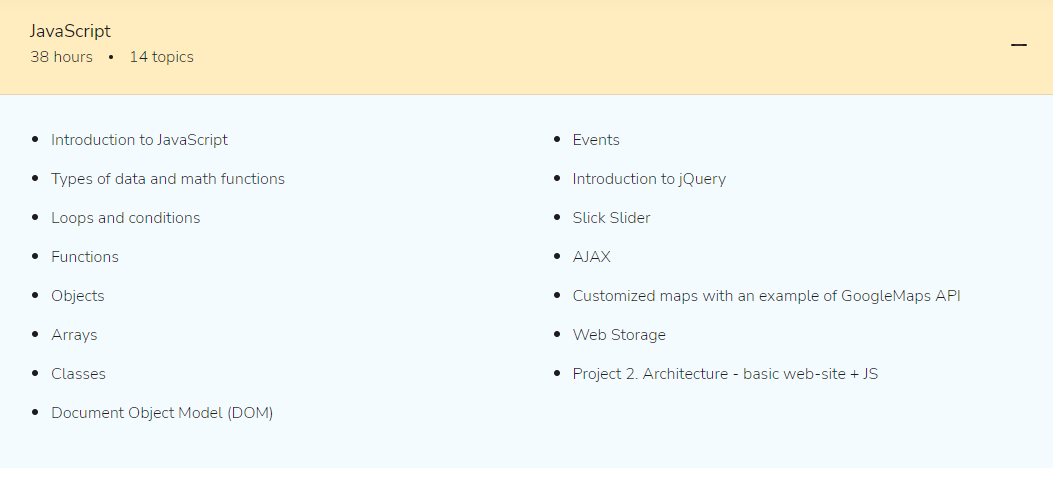 JavaScript
38 hours • 14 topics
• Introduction to JavaScript
• Types of data and math functions
• Loops and conditions
• Functions
• Objects
• Arrays
• Classes
• Document Object Model (DOM)
• Events
• Introduction to jQuery
• Slick Slider
• AJAX
• Customized maps with an example of GoogleMaps API
• Web Storage
• Project 2. Architecture - basic web-site + JS